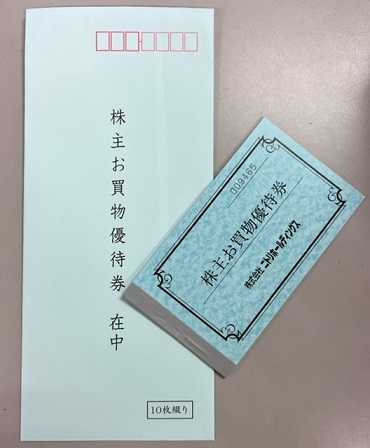 株主お買物優待券 在中
10枚綴り
009465
株主お買物優待券
株式会社 ニトリホールディングス